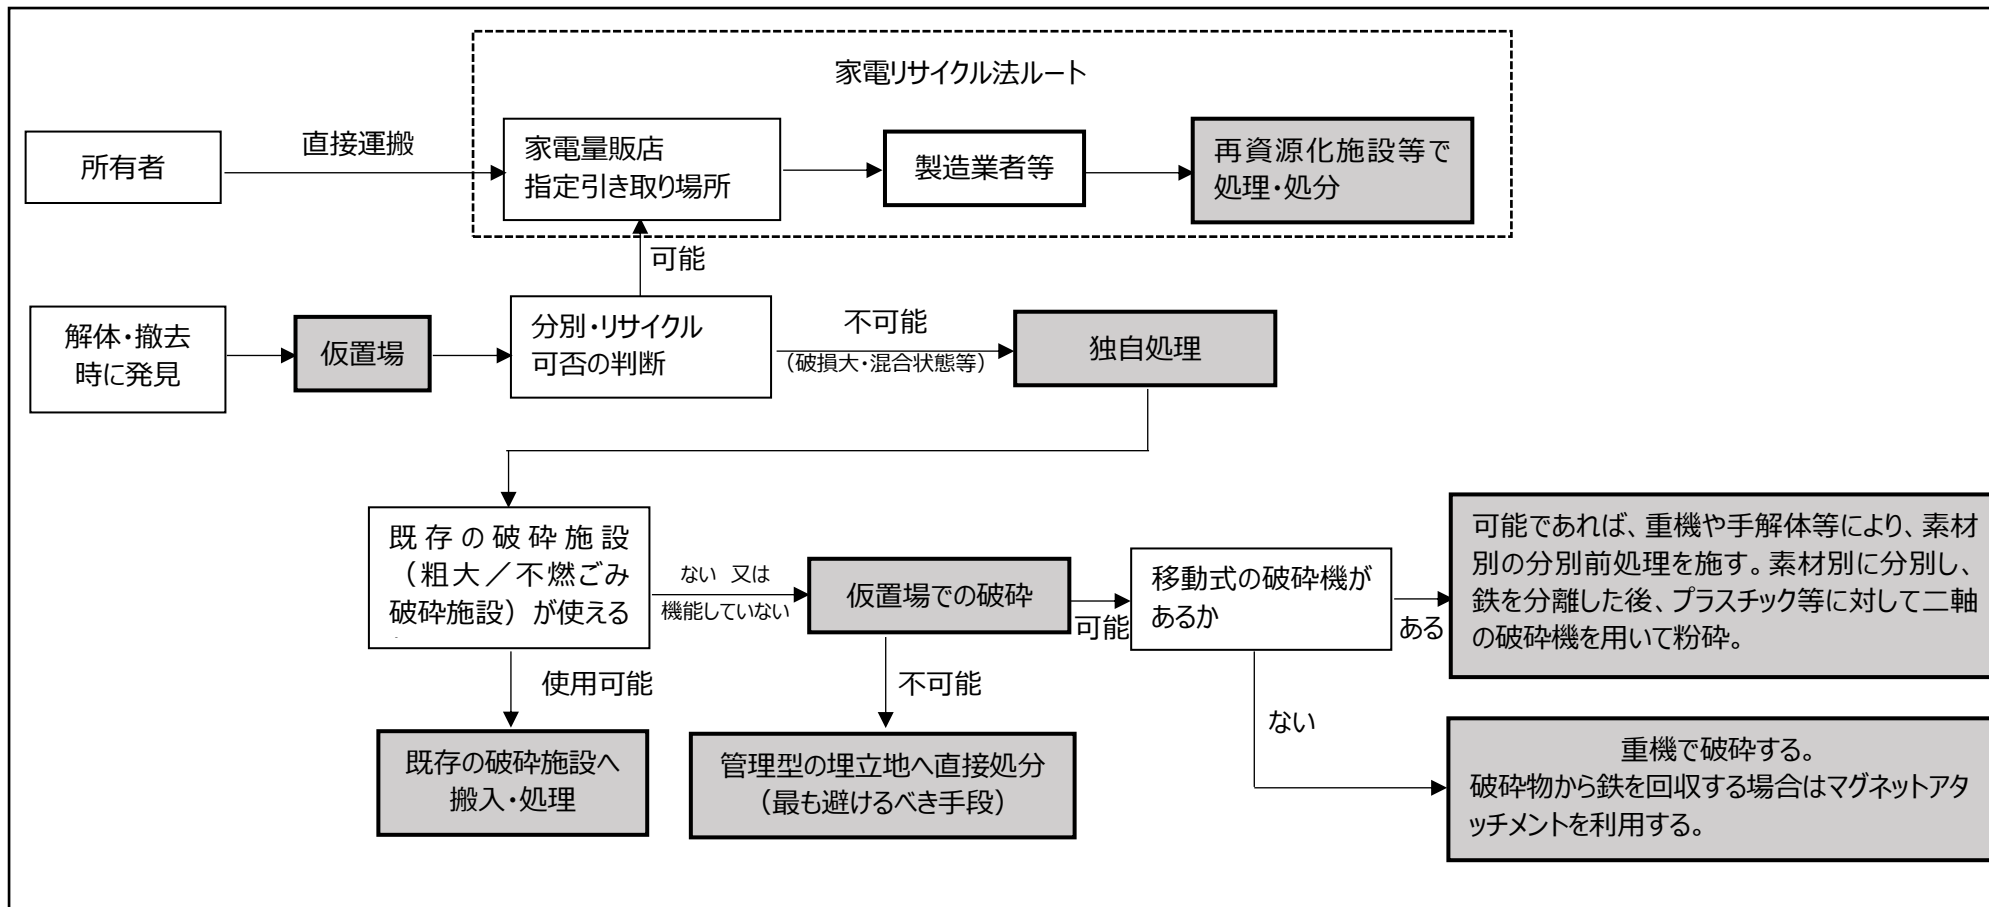 家電リサイクル法ルート
所有者
直接運搬
家電量販店
指定引き取り場所
製造業者等
再資源化施設等で
処理・処分
可能
解体・撤去
時に発見
仮置場
分別・リサイクル
可否の判断
不可能
（破損大・混合状態等）
独自処理
既存の破砕施設
（粗大／不燃ごみ
破砕施設）が使える
ない 又は
機能していない
仮置場での破砕
可能
移動式の破砕機が
あるか
ある
可能であれば、重機や手解体等により、素材
別の分別前処理を施す。素材別に分別し、
鉄を分離した後、プラスチック等に対して二軸
の破砕機を用いて粉砕。
使用可能
不可能
ない
既存の破砕施設へ
搬入・処理
管理型の埋立地へ直接処分
（最も避けるべき手段）
重機で破砕する。
破砕物から鉄を回収する場合はマグネットアタ
ッチメントを利用する。